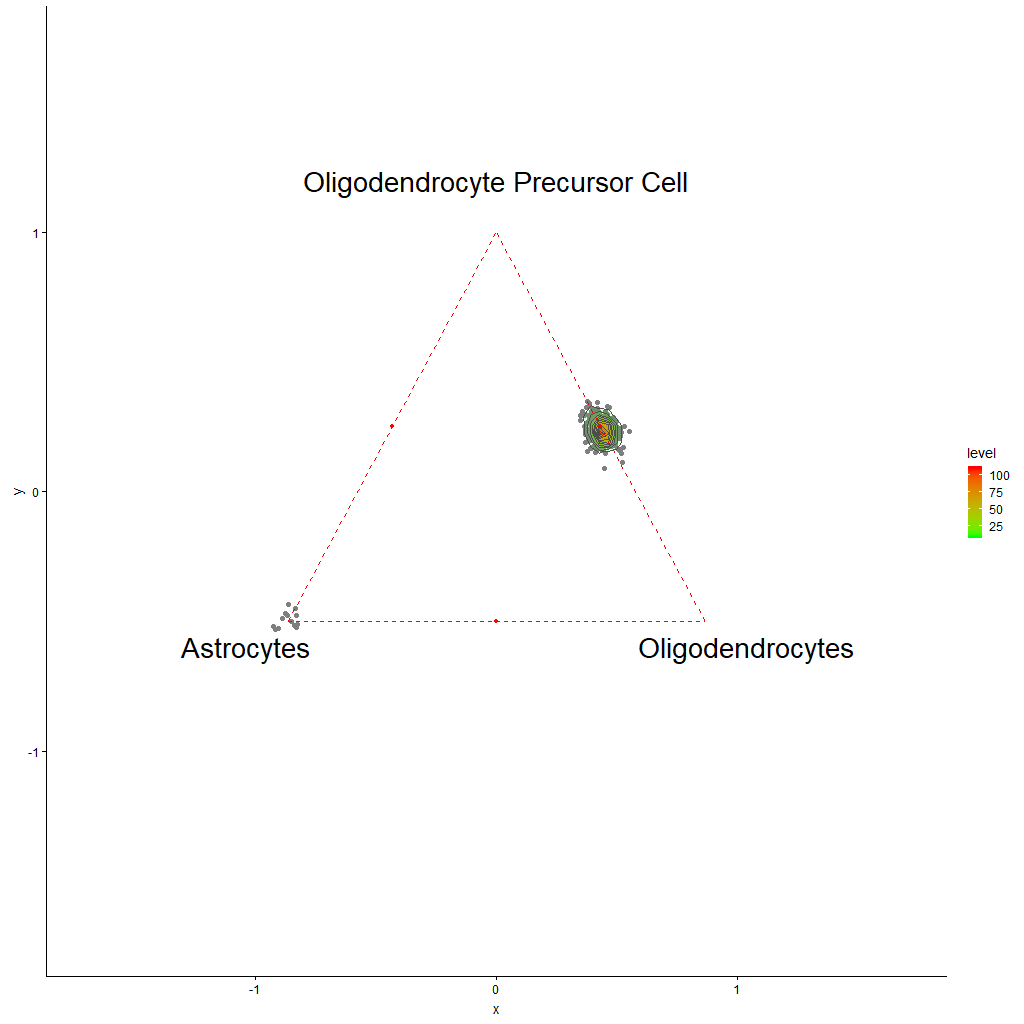 Oligodendrocyte Precursor Cell
1
y
0
level
100
75
50
25
Astrocytes
Oligodendrocytes
-1
-1
0
1
x